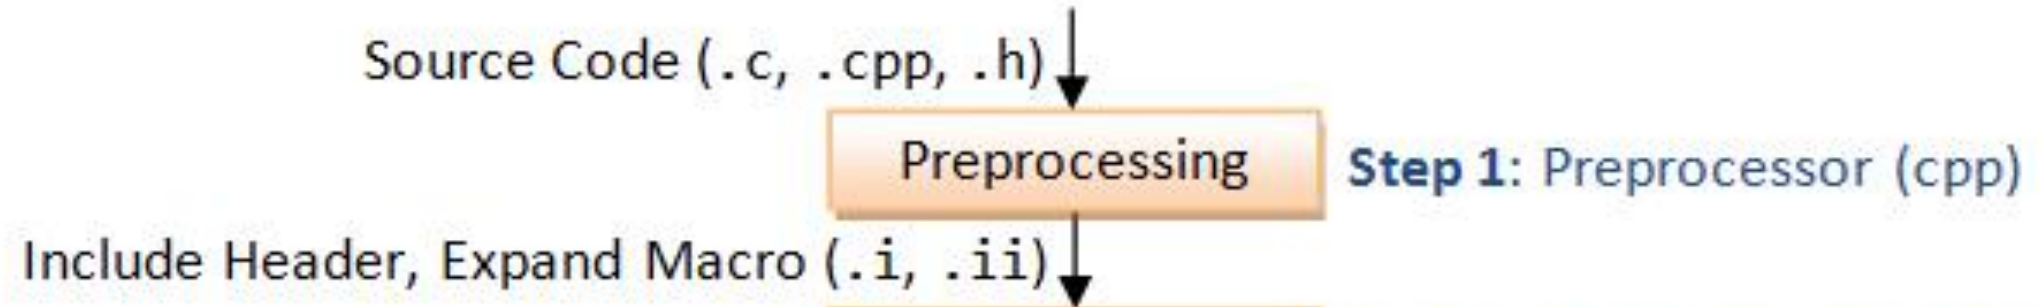 Source Code (.c, .cpp, .h)
Preprocessing
Step 1: Preprocessor (cpp)
Include Header, Expand Macro (.i, .ii)